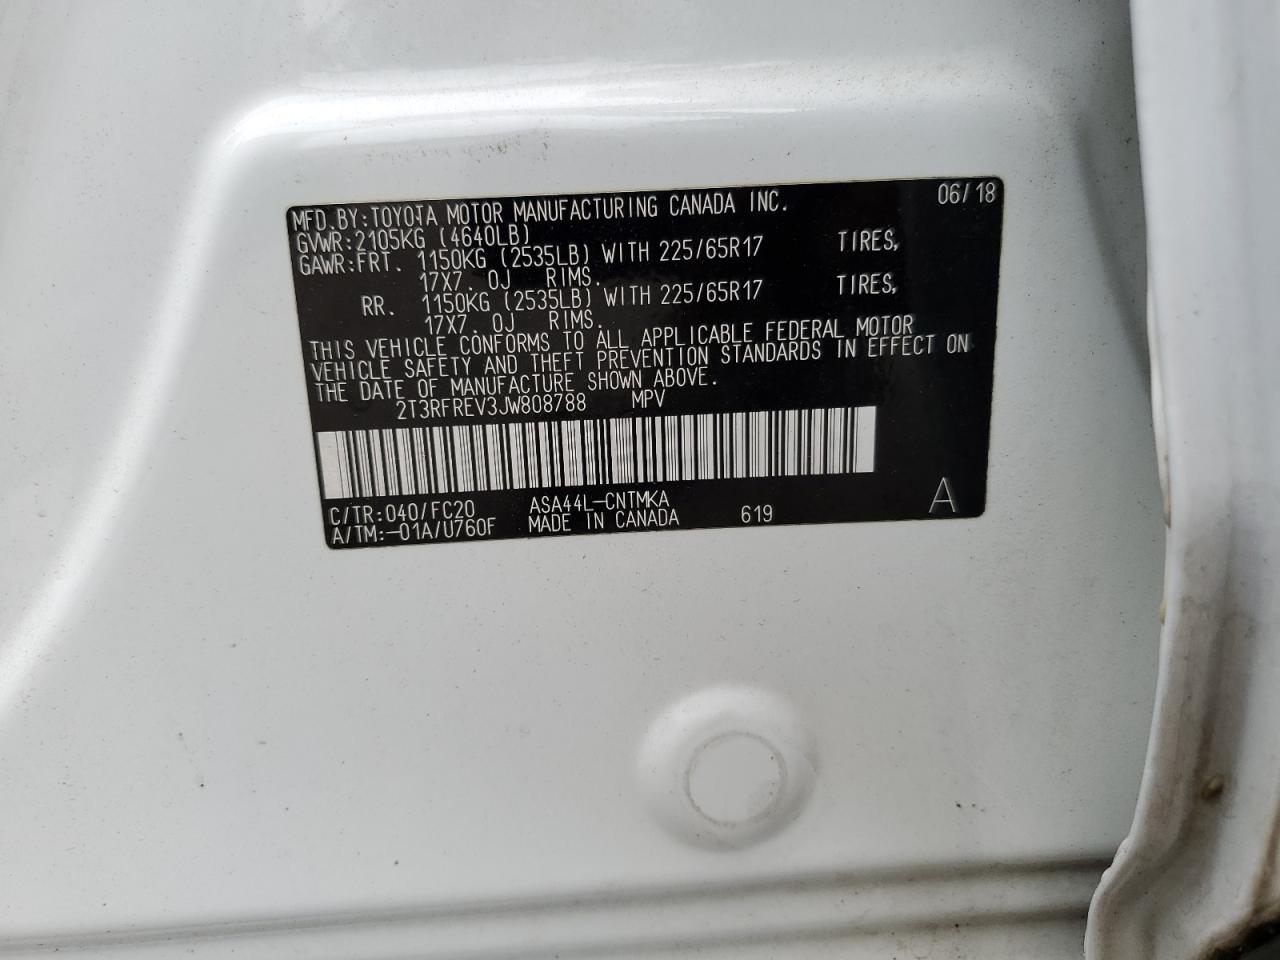 MFD.BY:TOYOTA MOTOR MANUFACTURING CANADA INC. 06/18
GVWR:2105KG (4640LB)
GAWR:FRT. 1150KG (2535LB) WITH 225/65R17 TIRES,
17X7. 0J RIMS.
RR. 1150KG (2535LB) WITH 225/65R17 TIRES,
17X7. 0J RIMS.
THIS VEHICLE CONFORMS TO ALL APPLICABLE FEDERAL MOTOR
VEHICLE SAFETY AND THEFT PREVENTION STANDARDS IN EFFECT ON
THE DATE OF MANUFACTURE SHOWN ABOVE.
2T3RFREV3JW808788 MPV
C/TR:040/FC20 ASA44L-CNTMKA
A/TM:-01A/U760F MADE IN CANADA 619 A